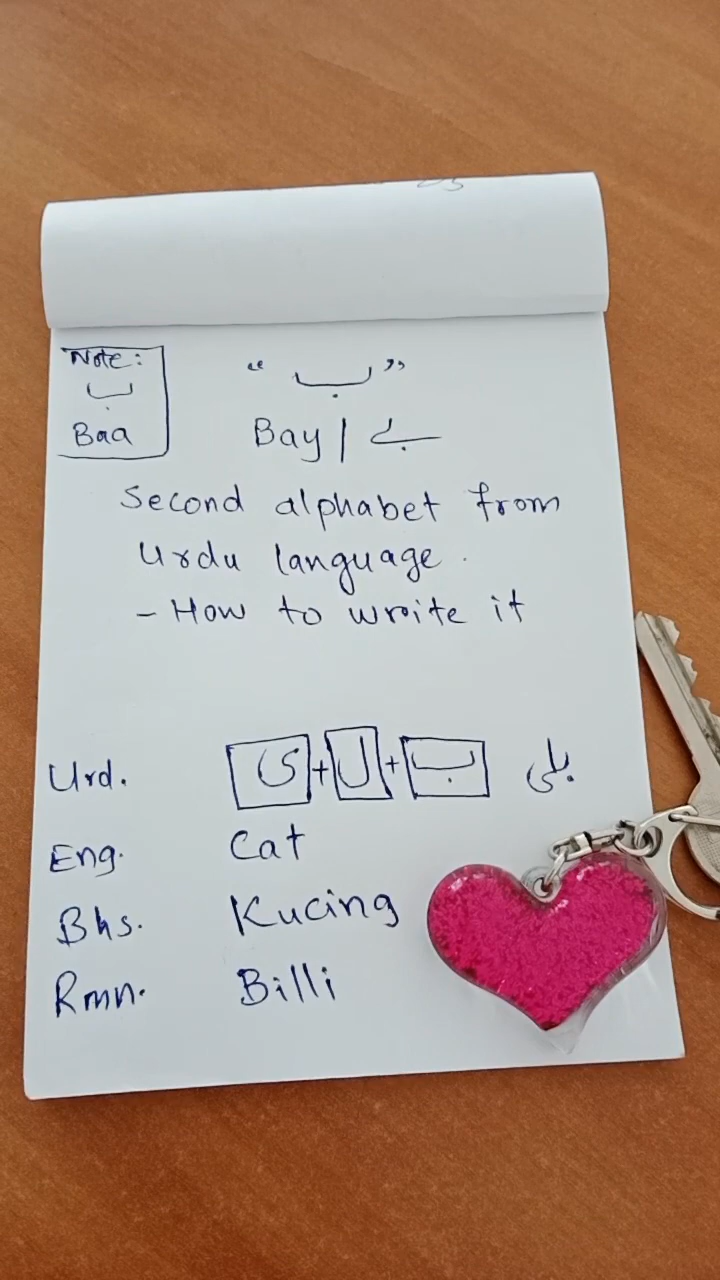 Note:
ب
Baa
“ ب ”
Bay | بے
Second alphabet from
Urdu language.
- How to write it
Urd. ی + ل + ب بلی
Eng. Cat
Bhs. Kucing
Rmn. Billi